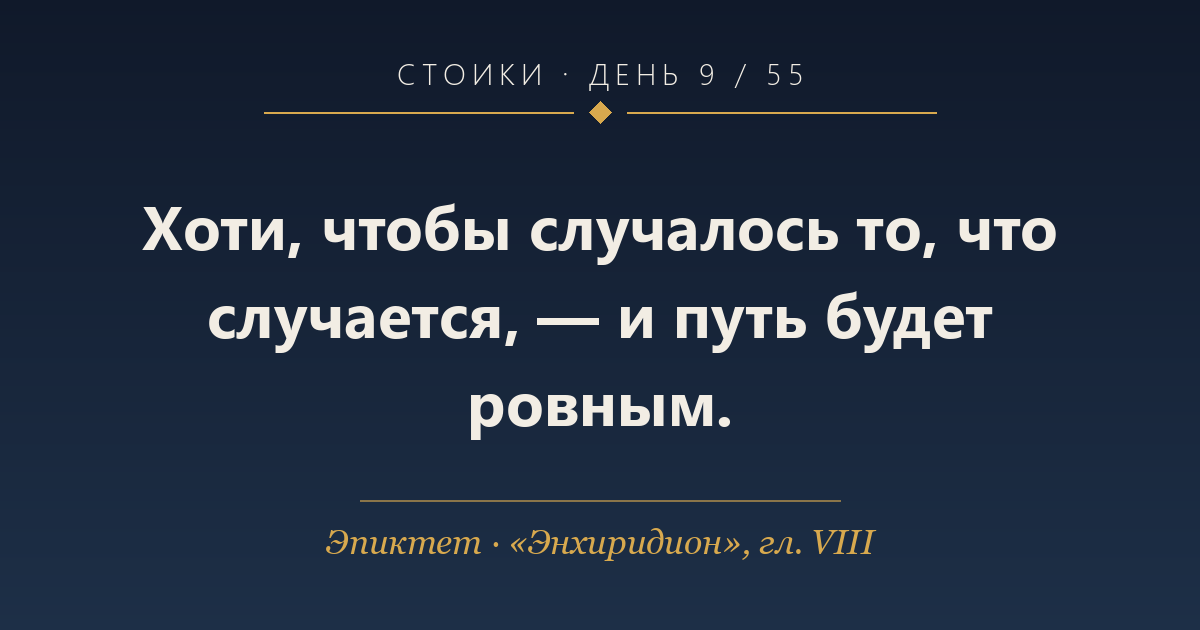 СТОИКИ · ДЕНЬ 9 / 55
Хоти, чтобы случалось то, что
случается, — и путь будет
ровным.
Эпиктет · «Энхиридион», гл. VIII